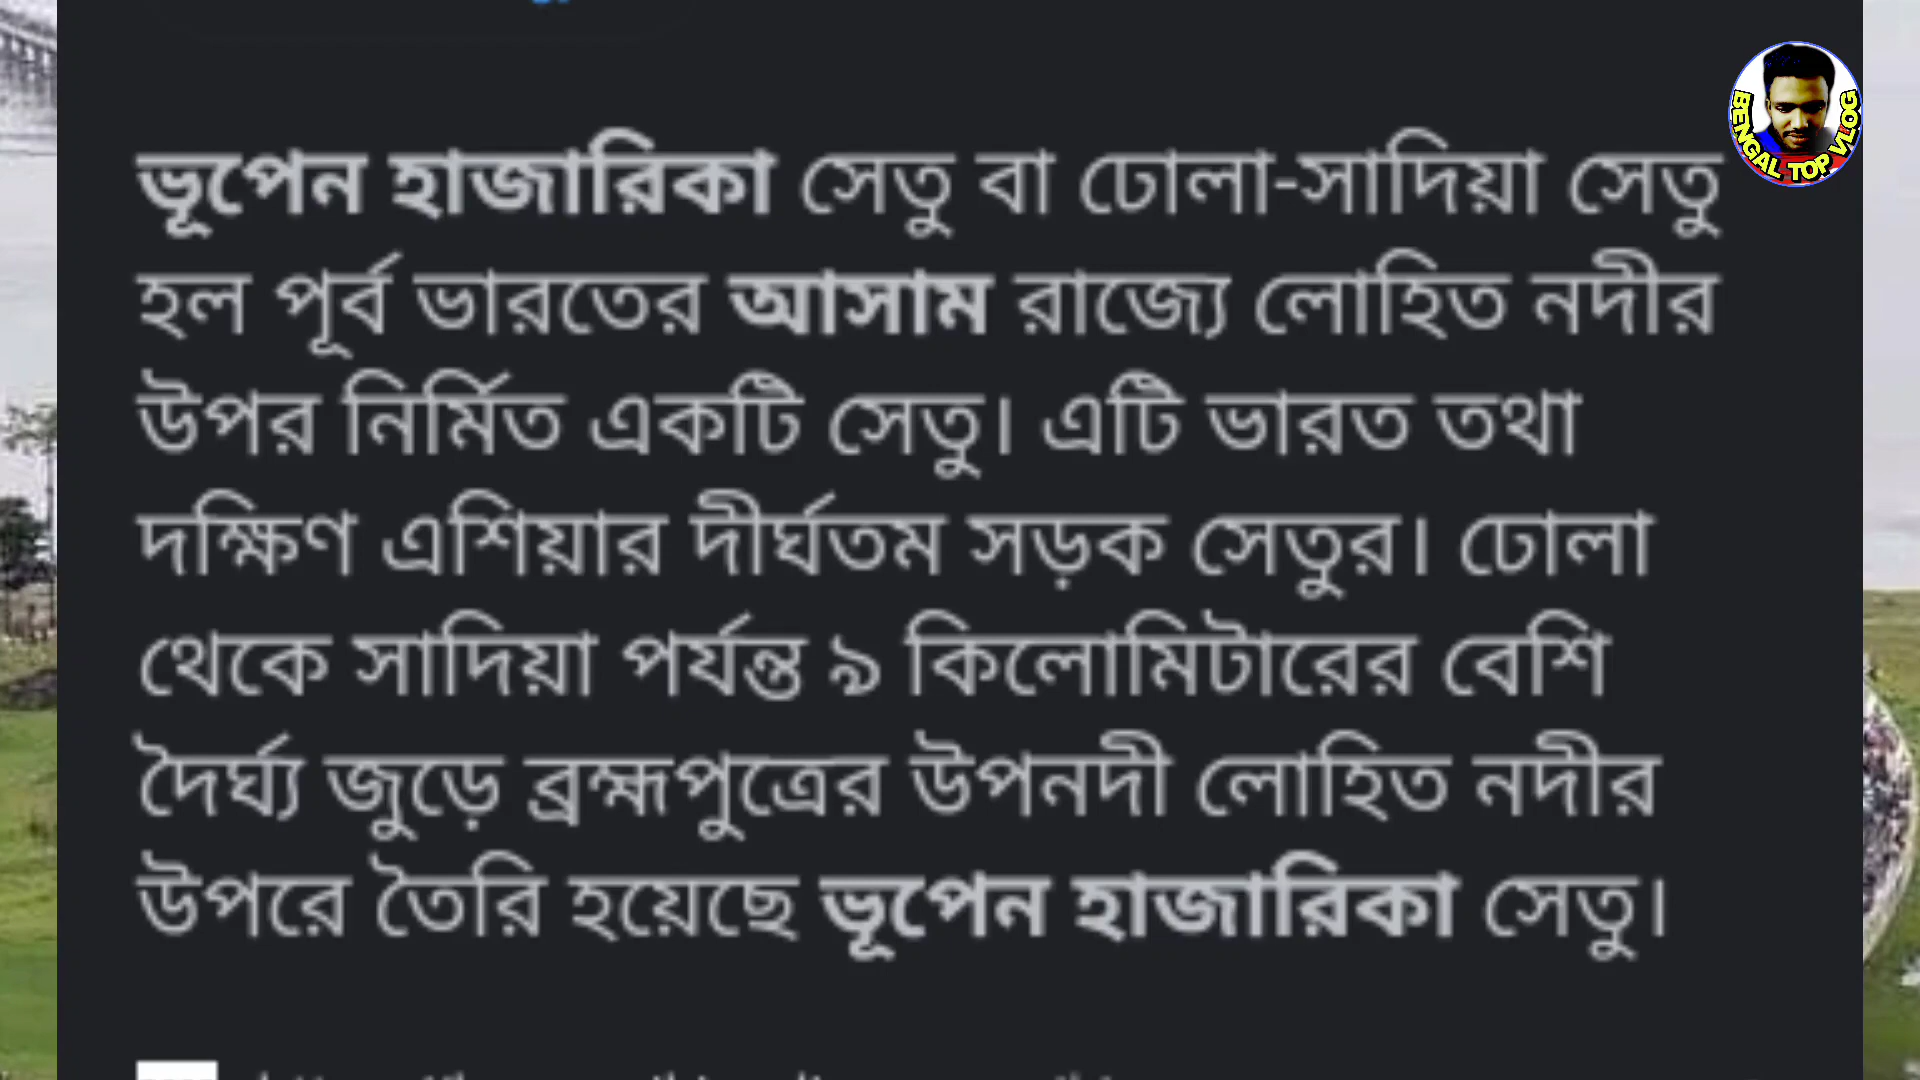 BENGAL TOP VLOG
ভূপেন হাজারিকা সেতু বা ঢোলা-সাদিয়া সেতু
হল পূর্ব ভারতের আসাম রাজ্যে লোহিত নদীর
উপর নির্মিত একটি সেতু। এটি ভারত তথা
দক্ষিণ এশিয়ার দীর্ঘতম সড়ক সেতুর। ঢোলা
থেকে সাদিয়া পর্যন্ত ৯ কিলোমিটারের বেশি
দৈর্ঘ্য জুড়ে ব্রহ্মপুত্রের উপনদী লোহিত নদীর
উপরে তৈরি হয়েছে ভূপেন হাজারিকা সেতু।